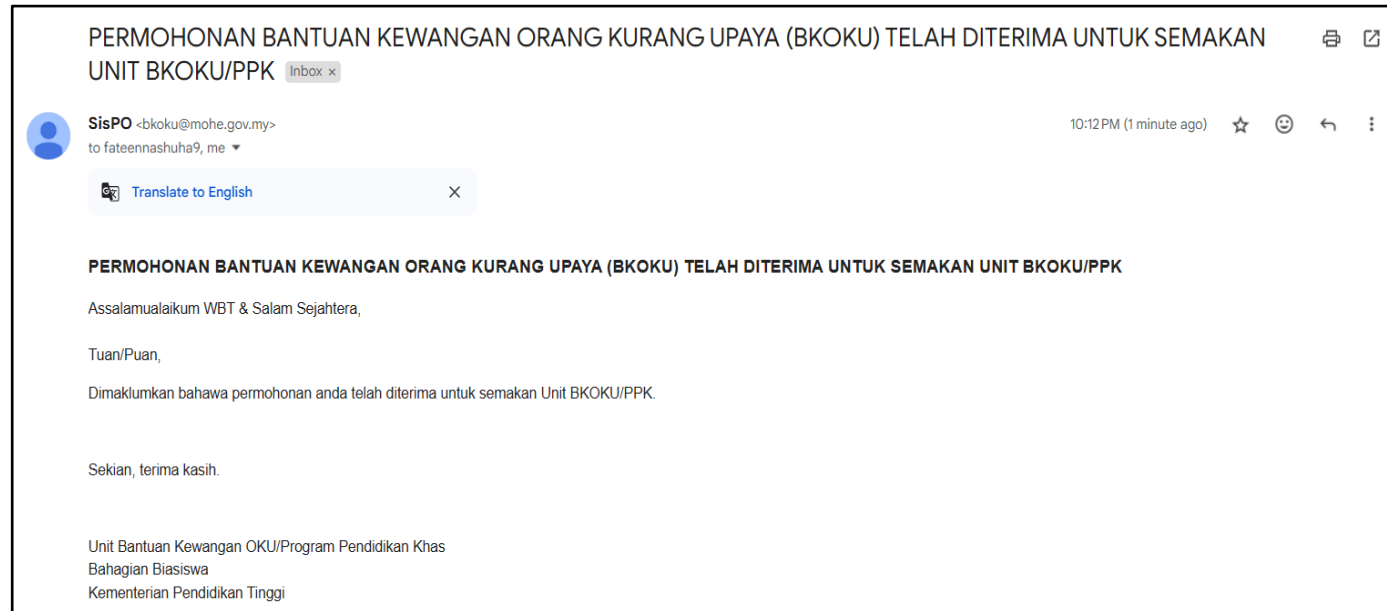 PERMOHONAN BANTUAN KEWANGAN ORANG KURANG UPAYA (BKOKU) TELAH DITERIMA UNTUK SEMAKAN
UNIT BKOKU/PPK Inbox ×
SisPO <bkoku@mohe.gov.my> 10:12 PM (1 minute ago)
to fateennashuha9, me
Translate to English
PERMOHONAN BANTUAN KEWANGAN ORANG KURANG UPAYA (BKOKU) TELAH DITERIMA UNTUK SEMAKAN UNIT BKOKU/PPK
Assalamualaikum WBT & Salam Sejahtera,
Tuan/Puan,
Dimaklumkan bahawa permohonan anda telah diterima untuk semakan Unit BKOKU/PPK.
Sekian, terima kasih.
Unit Bantuan Kewangan OKU/Program Pendidikan Khas
Bahagian Biasiswa
Kementerian Pendidikan Tinggi